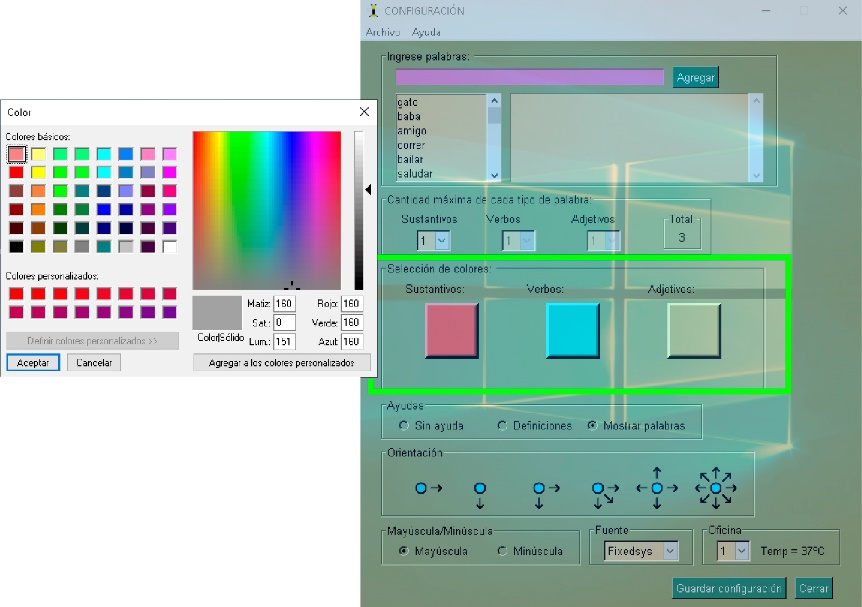 CONFIGURACIÓN
Archivo Ayuda
Ingrese palabras:
Agregar
gato
baba
amigo
correr
bailar
saludar
Cantidad máxima de cada tipo de palabra:
Sustantivos Verbos Adjetivos Total
1 1 1 3
Selección de colores:
Sustantivos: Verbos: Adjetivos:
Ayudas
Sin ayuda Definiciones Mostrar palabras
Orientación
Mayúscula/Minúscula
Mayúscula Minúscula
Fuente
Fixedsys
Oficina
1 Temp = 37ºC
Guardar configuración Cerrar
Color
Colores básicos:
Colores personalizados:
Definir colores personalizados >>
Aceptar Cancelar
Color|Sólido
Matiz: 160 Rojo: 160
Sat.: 0 Verde: 160
Lum.: 151 Azul: 160
Agregar a los colores personalizados